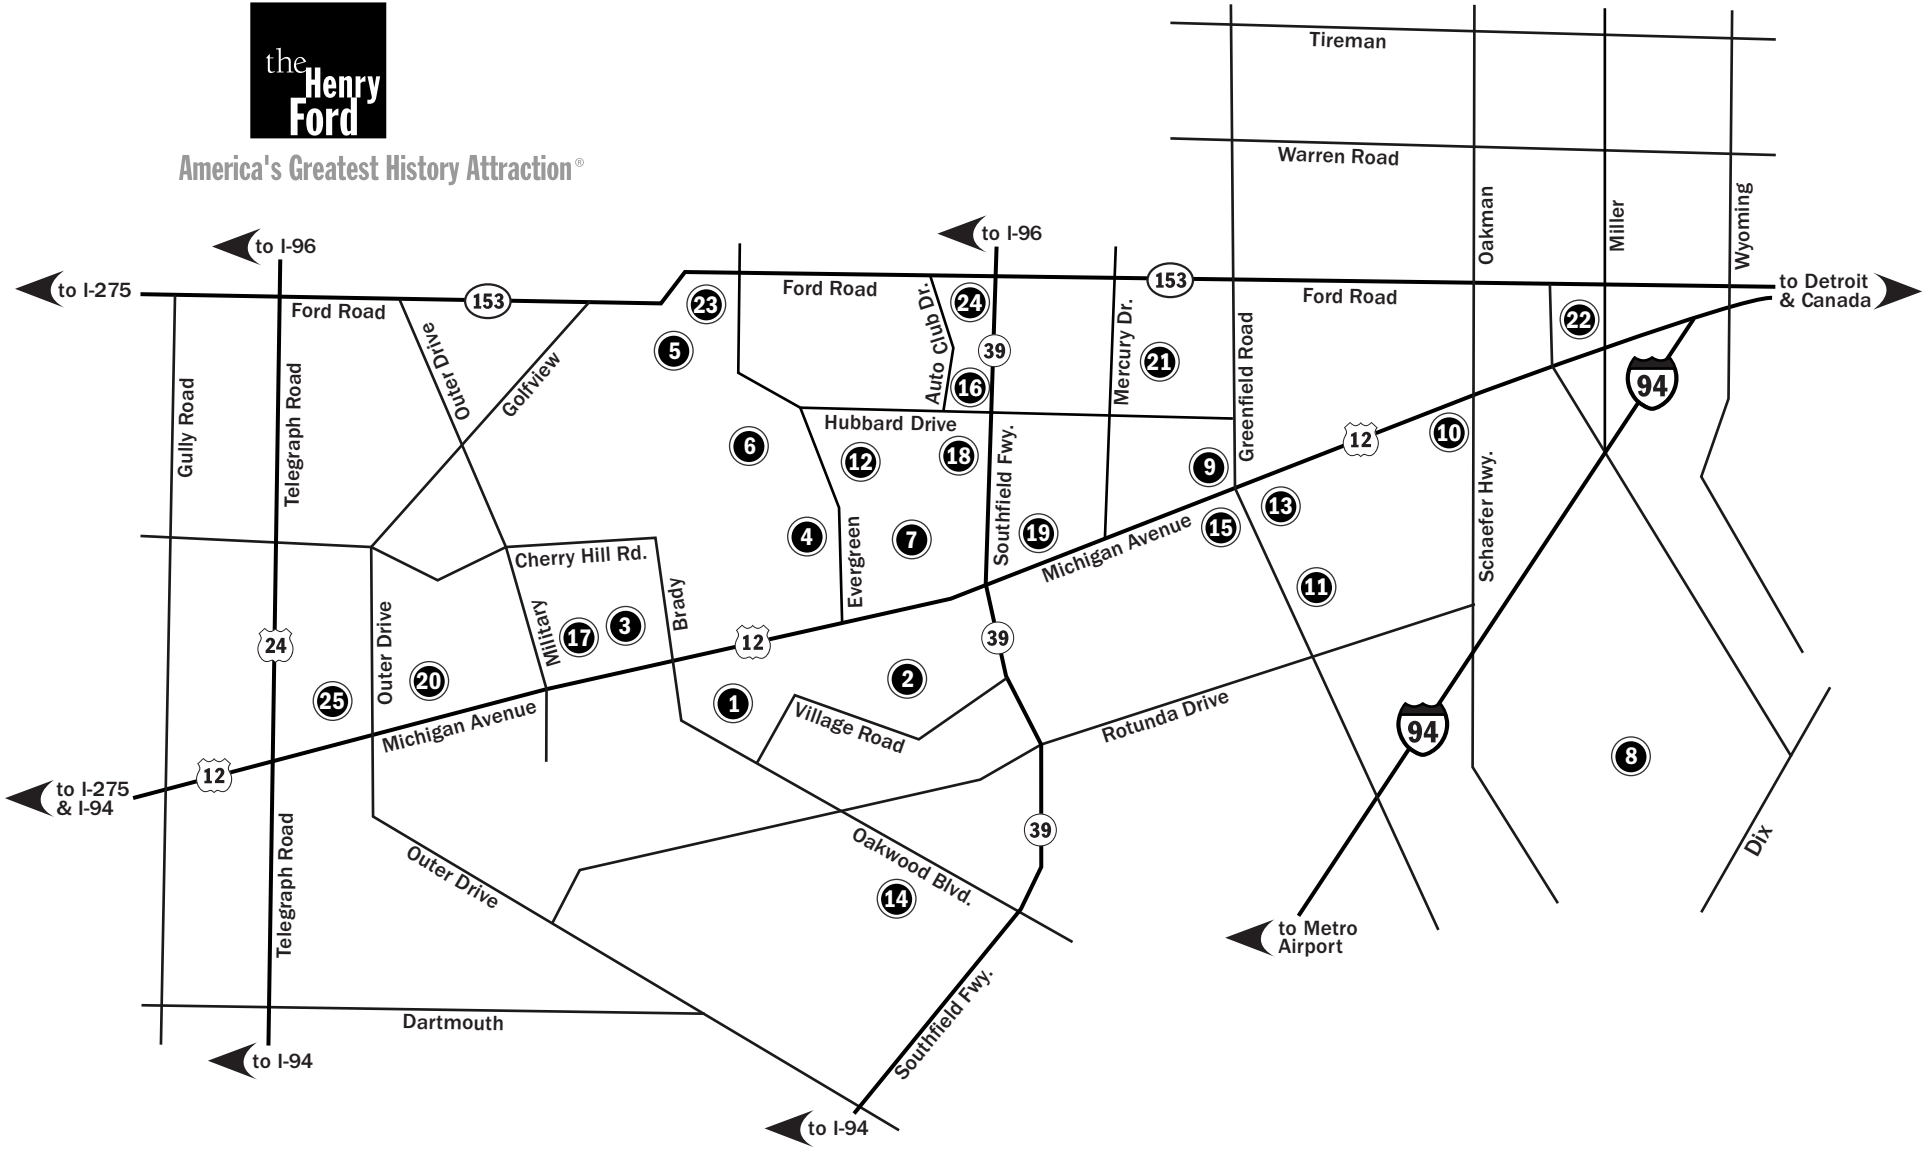 the
Henry
Ford
America's Greatest History Attraction®
Tireman
Warren Road
Oakman
Miller
Wyoming
to I-96
to I-96
to I-275
153
Ford Road
Ford Road
153
Ford Road
to Detroit
& Canada
23
24
22
5
39
16
21
94
Gully Road
Telegraph Road
Outer Drive
Golfview
Auto Club Dr.
Mercury Dr.
Greenfield Road
Hubbard Drive
6
12
18
9
12
10
4
7
19
15
13
Southfield Fwy.
Michigan Avenue
Schaefer Hwy.
Cherry Hill Rd.
Evergreen
11
24
Outer Drive
Military
17
3
Brady
12
39
25
20
1
2
Michigan Avenue
Village Road
Rotunda Drive
94
8
12
to I-275
& I-94
Telegraph Road
Outer Drive
39
Oakwood Blvd.
Dix
14
to Metro
Airport
Dartmouth
Southfield Fwy.
to I-94
to I-94